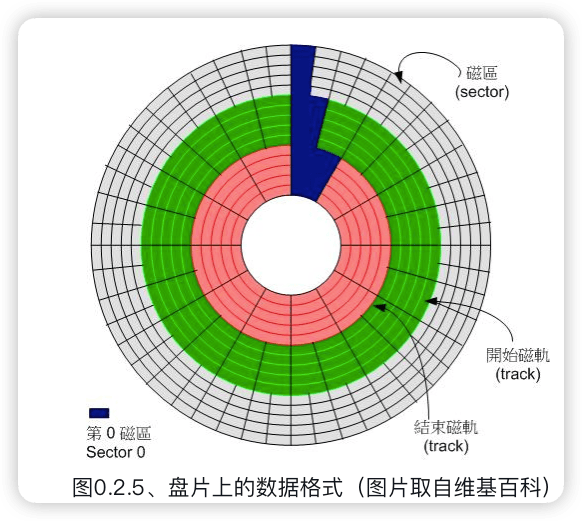 磁區
(sector)
開始磁軌
(track)
結束磁軌
(track)
第 0 磁區
Sector 0
图0.2.5、盘片上的数据格式（图片取自维基百科）